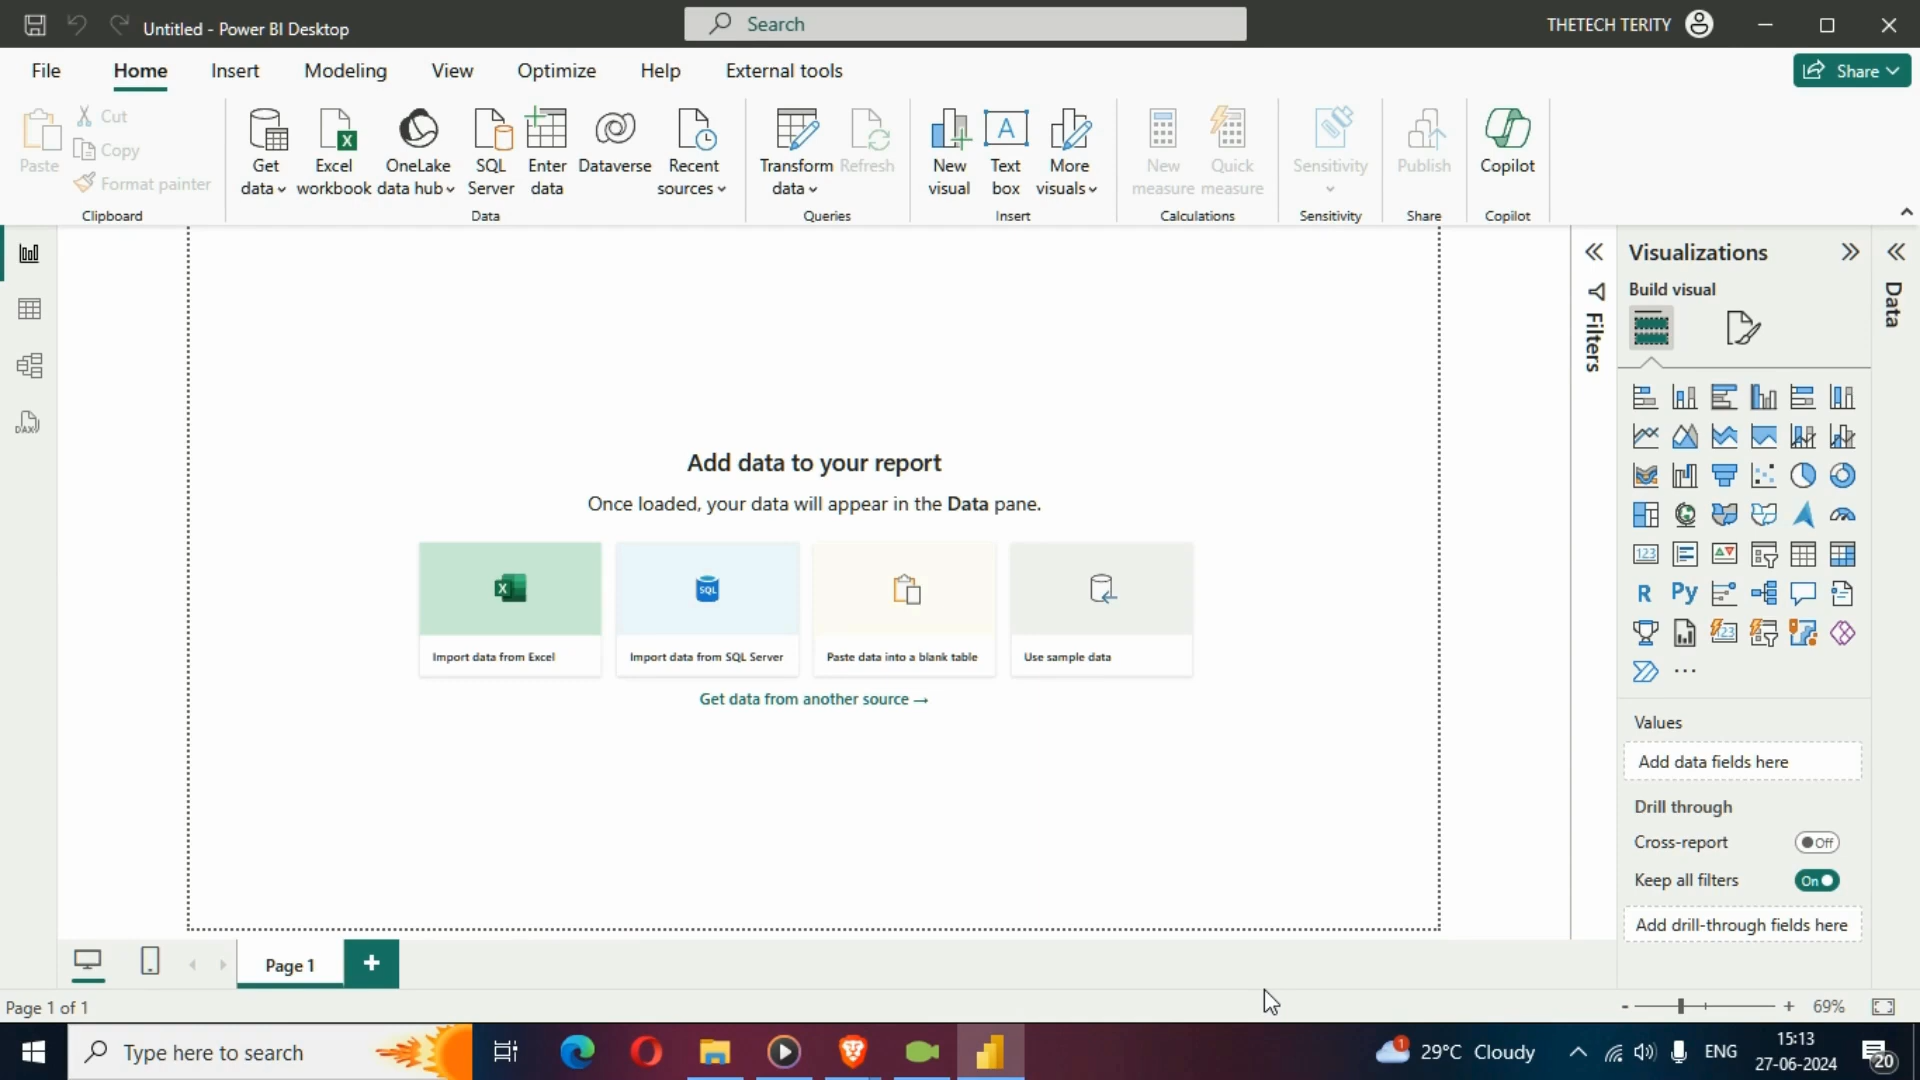 Untitled - Power BI Desktop
Search
THETECH TERITY
File
Home
Insert
Modeling
View
Optimize
Help
External tools
Share
Paste
Cut
Copy
Format painter
Clipboard
Get
data
Excel
workbook
OneLake
data hub
SQL
Server
Enter
data
Dataverse
Recent
sources
Data
Transform
data
Refresh
Queries
New
visual
A
Text
box
More
visuals
Insert
New
measure
Quick
measure
Calculations
Sensitivity
Sensitivity
Publish
Share
Copilot
Copilot
DAX
Add data to your report
Once loaded, your data will appear in the Data pane.
X
Import data from Excel
SQL
Import data from SQL Server
Paste data into a blank table
Use sample data
Get data from another source →
Filters
Visualizations
Build visual
123
R
Py
123
...
Values
Add data fields here
Drill through
Cross-report
Off
Keep all filters
On
Add drill-through fields here
Data
Page 1
+
Page 1 of 1
- + 69%
Type here to search
1
29°C Cloudy
ENG
15:13
27-06-2024
20